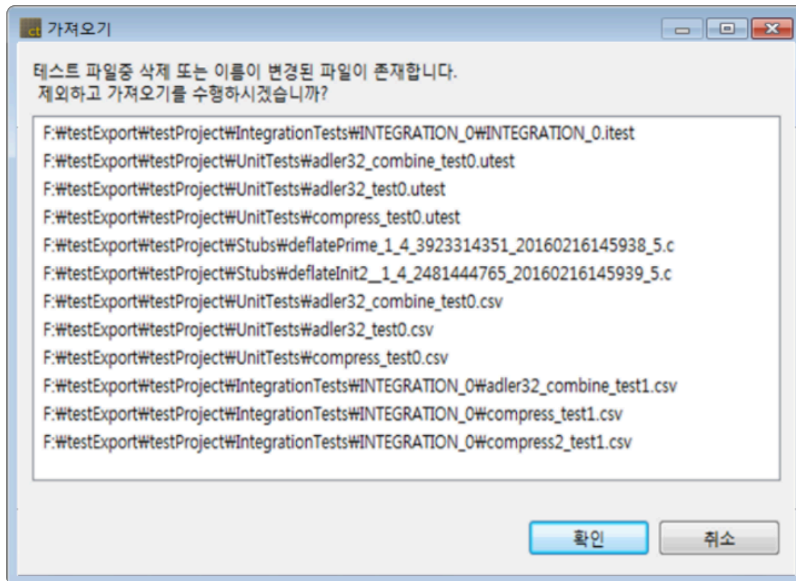 ct 가져오기
테스트 파일중 삭제 또는 이름이 변경된 파일이 존재합니다.
제외하고 가져오기를 수행하시겠습니까?
F:₩testExport₩testProject₩IntegrationTests₩INTEGRATION_0₩INTEGRATION_0.itest
F:₩testExport₩testProject₩UnitTests₩adler32_combine_test0.utest
F:₩testExport₩testProject₩UnitTests₩adler32_test0.utest
F:₩testExport₩testProject₩UnitTests₩compress_test0.utest
F:₩testExport₩testProject₩Stubs₩deflatePrime_1_4_3923314351_20160216145938_5.c
F:₩testExport₩testProject₩Stubs₩deflateInit2__1_4_2481444765_20160216145939_5.c
F:₩testExport₩testProject₩UnitTests₩adler32_combine_test0.csv
F:₩testExport₩testProject₩UnitTests₩adler32_test0.csv
F:₩testExport₩testProject₩UnitTests₩compress_test0.csv
F:₩testExport₩testProject₩IntegrationTests₩INTEGRATION_0₩adler32_combine_test1.csv
F:₩testExport₩testProject₩IntegrationTests₩INTEGRATION_0₩compress_test1.csv
F:₩testExport₩testProject₩IntegrationTests₩INTEGRATION_0₩compress2_test1.csv
확인 취소